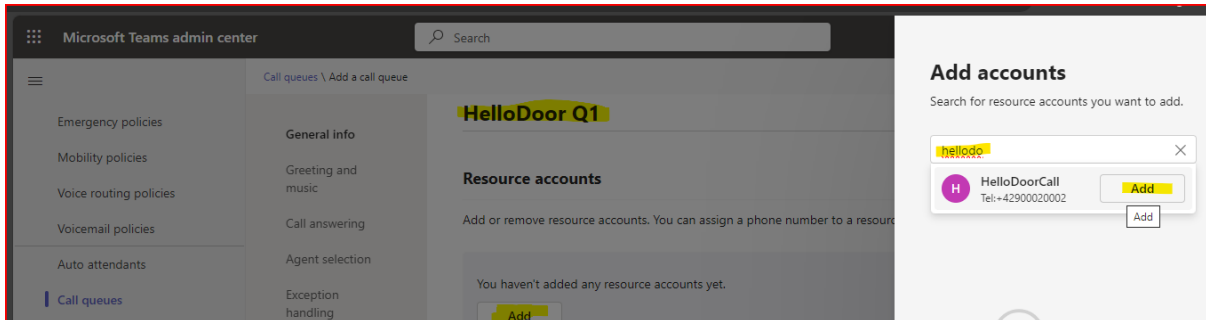 Microsoft Teams admin center
Search
Call queues \ Add a call queue
Emergency policies
Mobility policies
Voice routing policies
Voicemail policies
Auto attendants
Call queues
General info
Greeting and
music
Call answering
Agent selection
Exception
handling
HelloDoor Q1
Resource accounts
Add or remove resource accounts. You can assign a phone number to a resourc
You haven't added any resource accounts yet.
Add
Add accounts
Search for resource accounts you want to add.
hellodo
H
HelloDoorCall
Tel:+42900020002
Add
Add